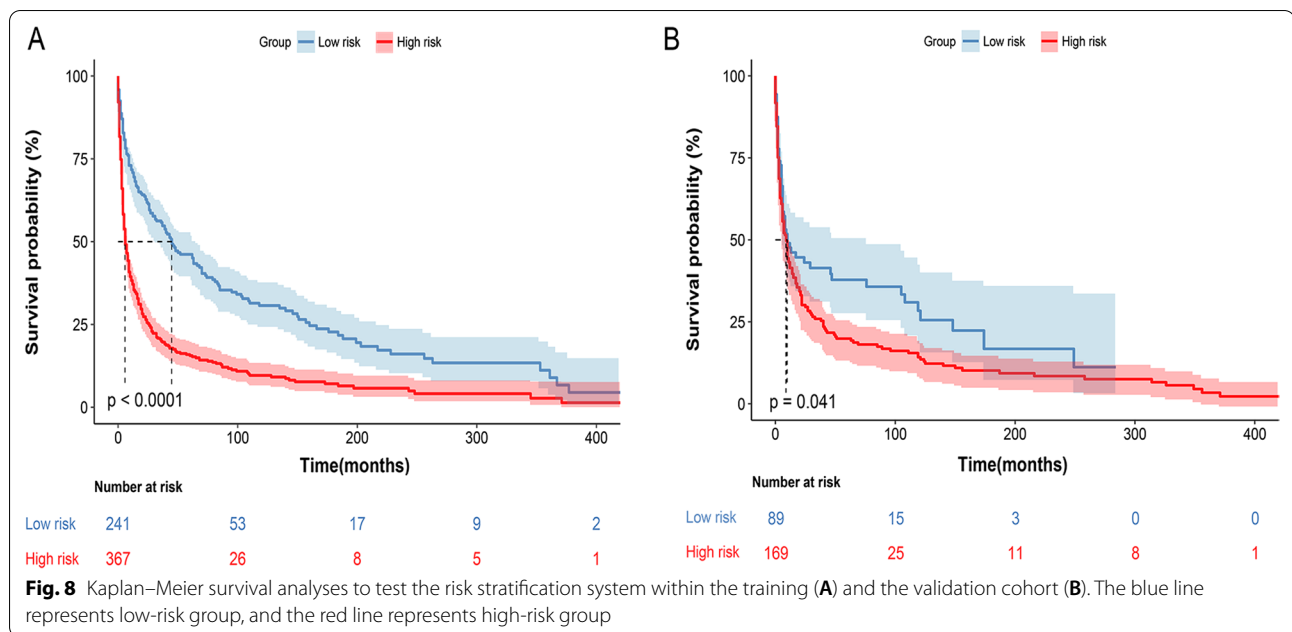 A
Group Low risk High risk
Survival probability (%)
100
75
50
25
0
p < 0.0001
0 100 200 300 400
Time(months)
Number at risk
Low risk 241 53 17 9 2
High risk 367 26 8 5 1
B
Group Low risk High risk
Survival probability (%)
100
75
50
25
0
p = 0.041
0 100 200 300 400
Time(months)
Number at risk
Low risk 89 15 3 0 0
High risk 169 25 11 8 1
Fig. 8 Kaplan–Meier survival analyses to test the risk stratification system within the training (A) and the validation cohort (B). The blue line
represents low-risk group, and the red line represents high-risk group